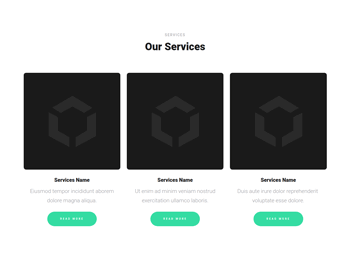 SERVICES
Our Services
Services Name
Eiusmod tempor incididunt aborem
dolore magna aliqua
READ MORE
Services Name
Ut enim ad minim veniam nostrud
exercitation ullamco laboris
READ MORE
Services Name
Duis aute irure dolor reprehenderit
voluptate esse dolore
READ MORE